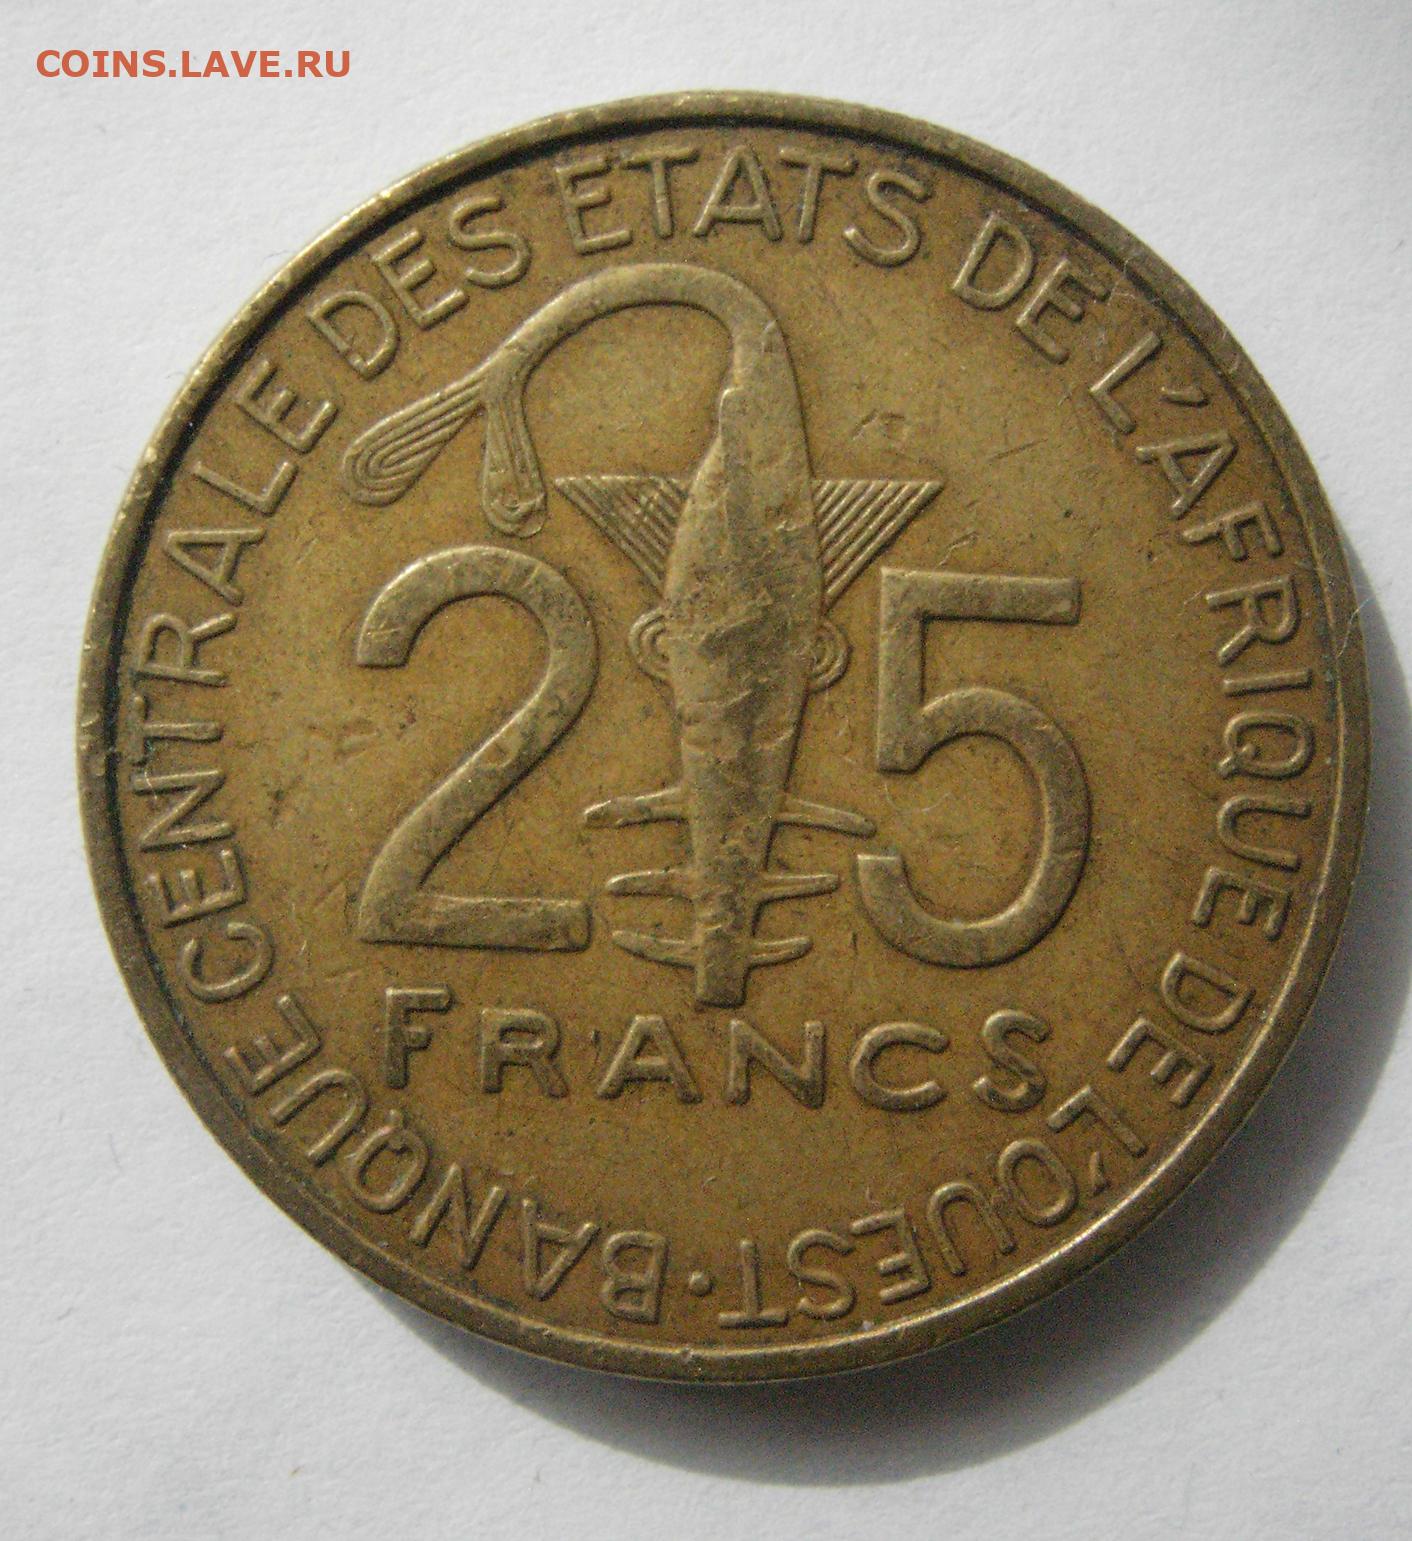 COINS.LAVE.RU
BANQUE CENTRALE DES ETATS DE L'AFRIQUE DE L'OUEST ·
25
FRANCS